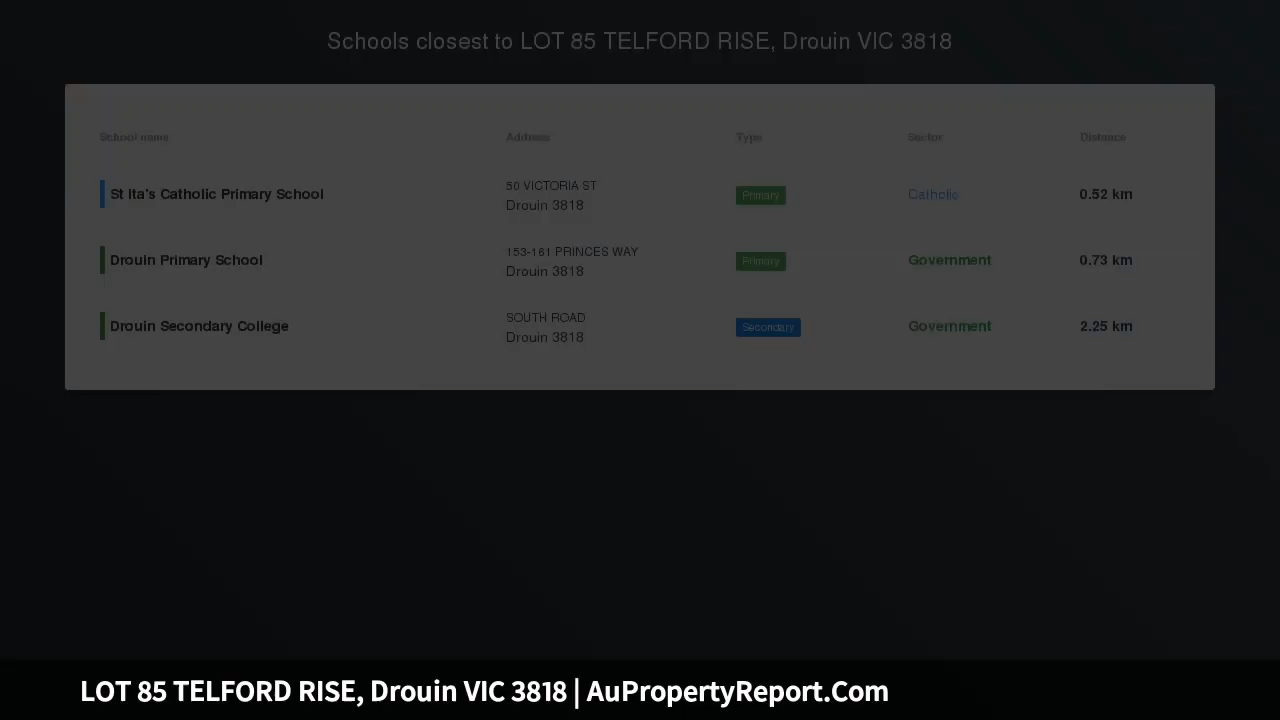 Schools closest to LOT 85 TELFORD RISE, Drouin VIC 3818
School name Address Type Sector Distance
St Ita's Catholic Primary School 50 VICTORIA ST Drouin 3818 Primary Catholic 0.52 km
Drouin Primary School 153-161 PRINCES WAY Drouin 3818 Primary Government 0.73 km
Drouin Secondary College SOUTH ROAD Drouin 3818 Secondary Government 2.25 km
LOT 85 TELFORD RISE, Drouin VIC 3818 | AuPropertyReport.Com